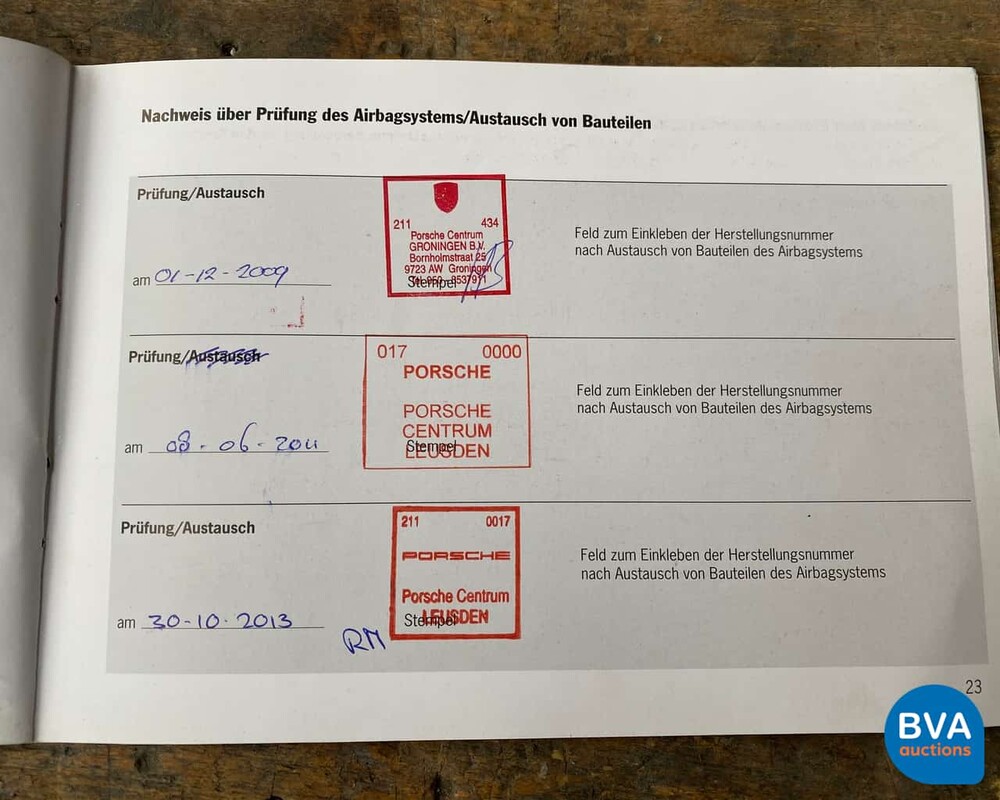 Nachweis über Prüfung des Airbagsystems/Austausch von Bauteilen
Prüfung/Austausch
211 434
Porsche Centrum
GRONINGEN B.V.
Bornholmstraat 25
9723 AW Groningen
Stempel
am 01-12-2009
Feld zum Einkleben der Herstellungsnummer
nach Austausch von Bauteilen des Airbagsystems
Prüfung/Austausch
017 0000
PORSCHE
PORSCHE
CENTRUM
LEUSDEN
Stempel
am 08-06-2011
Feld zum Einkleben der Herstellungsnummer
nach Austausch von Bauteilen des Airbagsystems
Prüfung/Austausch
211 0017
PORSCHE
Porsche Centrum
LEUSDEN
Stempel
am 30-10-2013
RM
Feld zum Einkleben der Herstellungsnummer
nach Austausch von Bauteilen des Airbagsystems
23
BVA
auctions